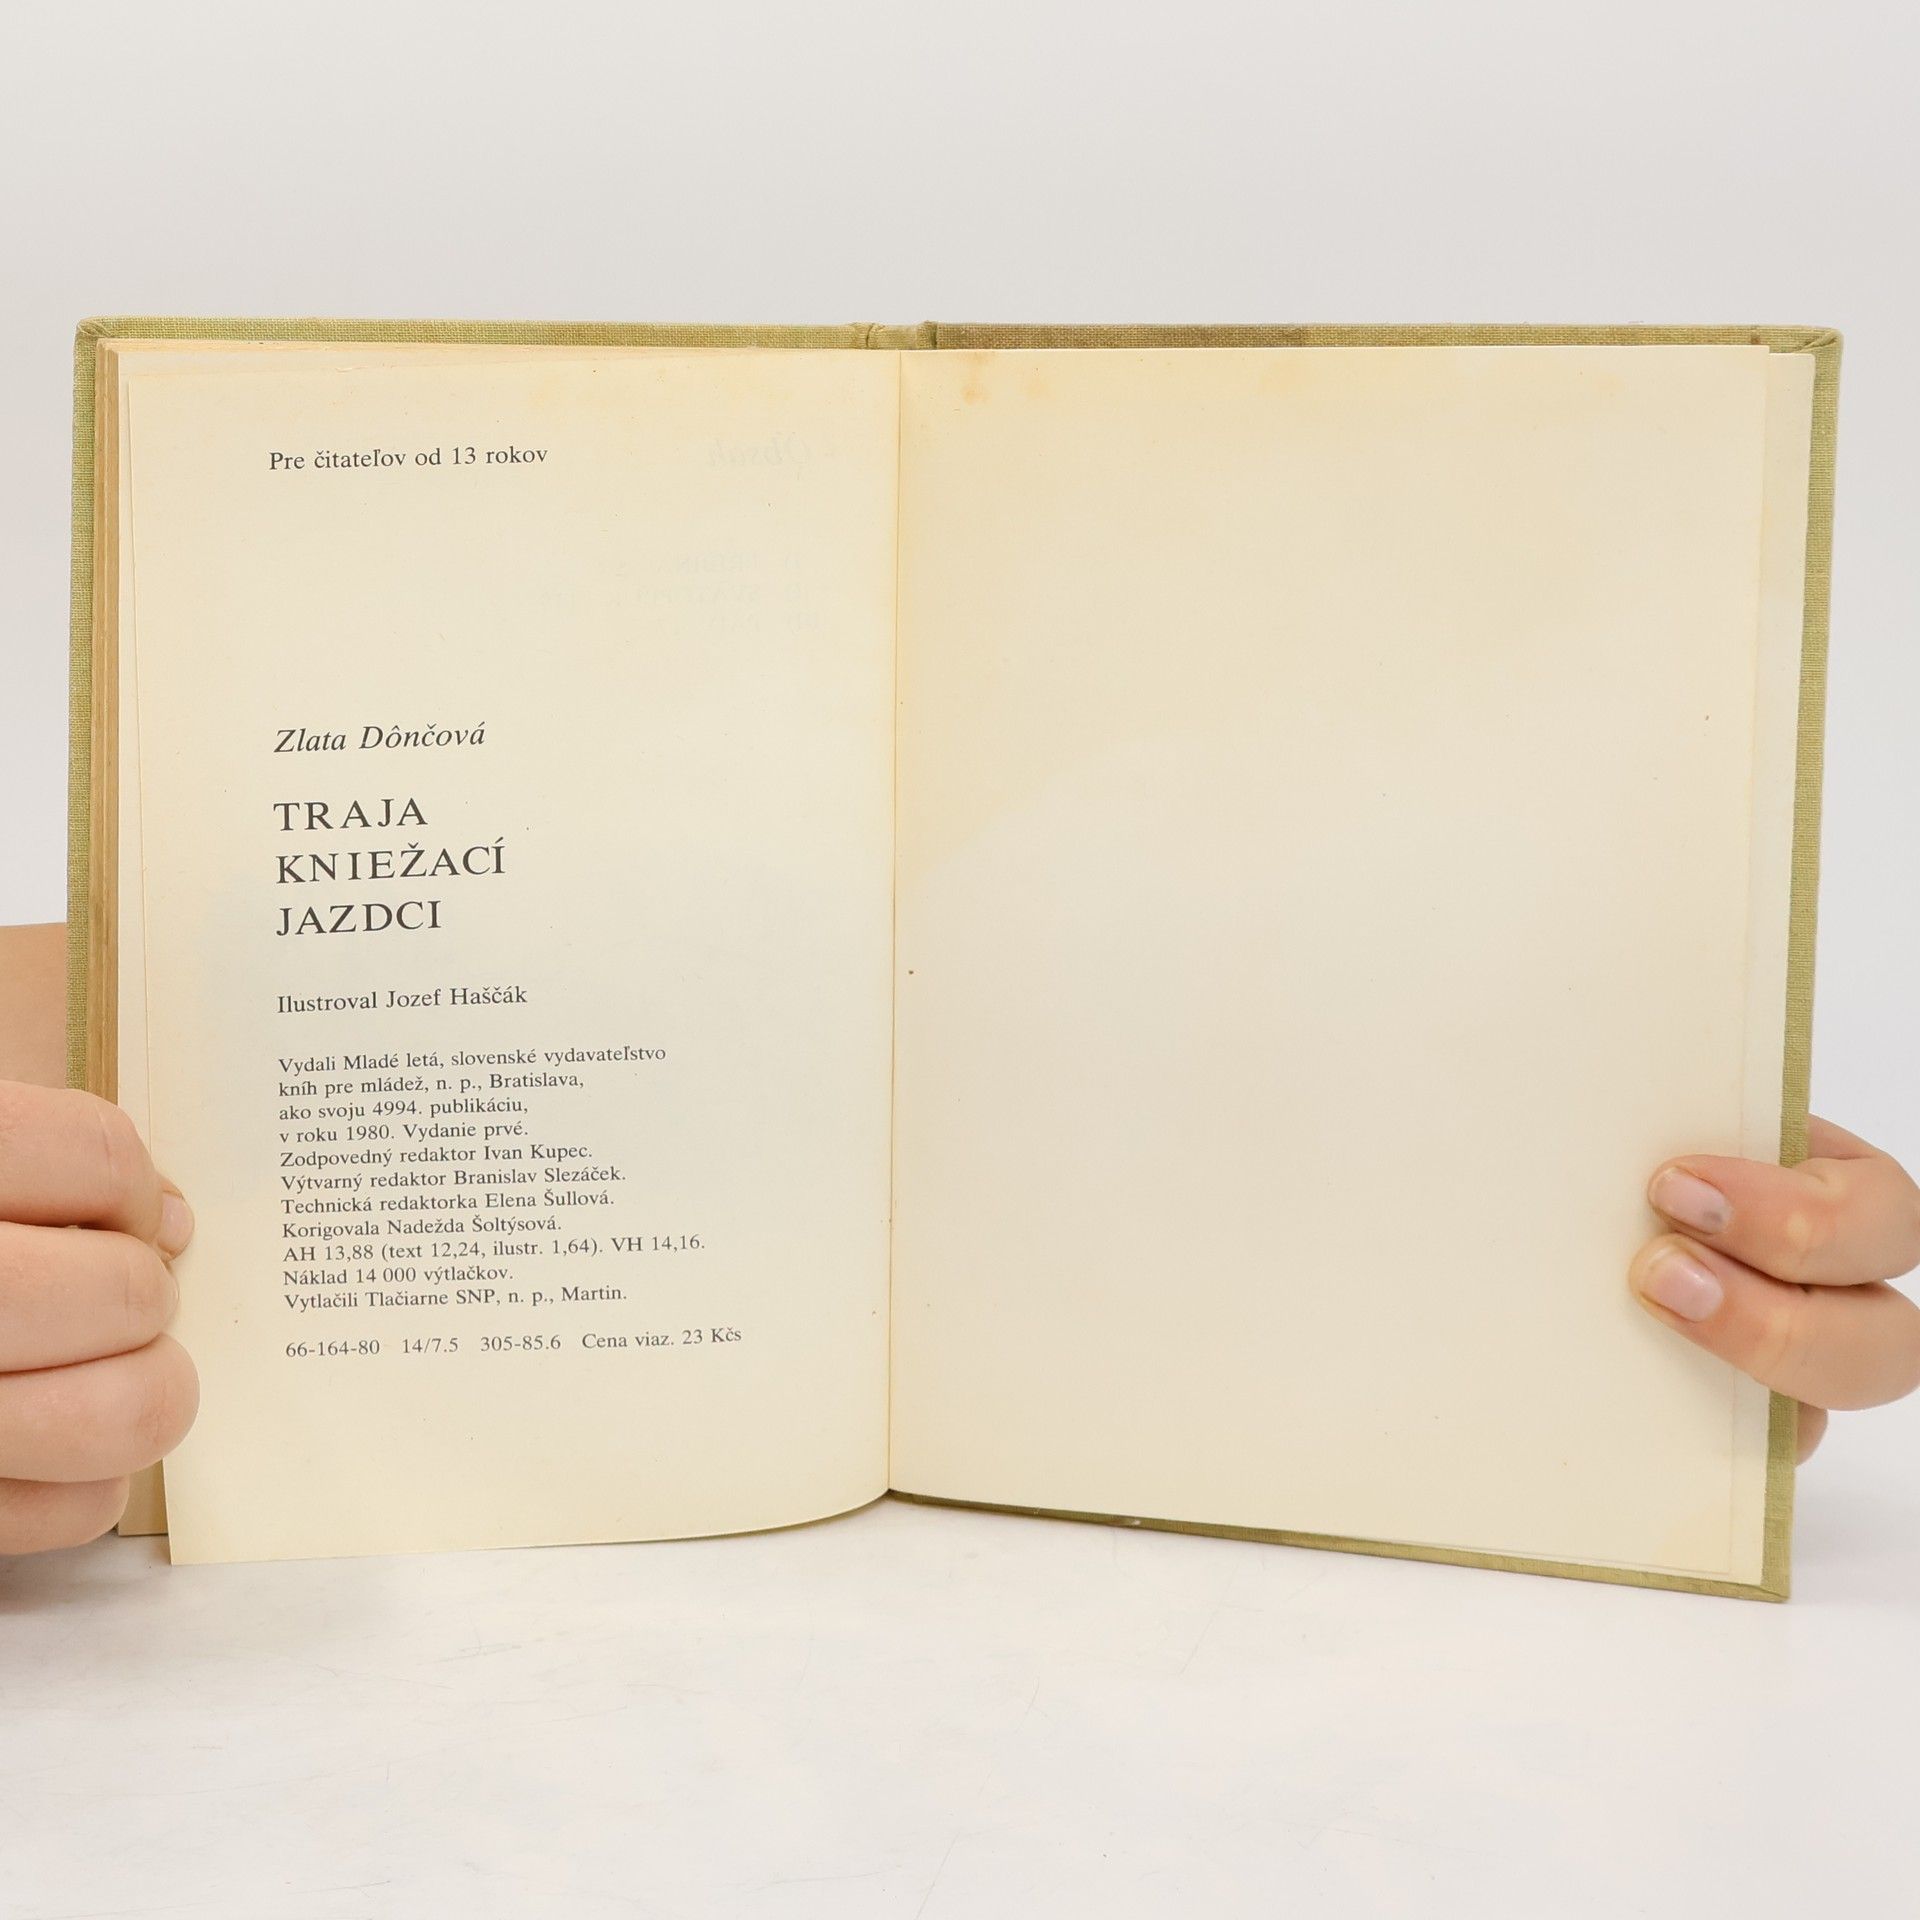 Pre čitateľov od 13 rokov
Zlata Dônčová
TRAJA
KNIEŽACÍ
JAZDCI
Ilustroval Jozef Haščák
Vydali Mladé letá, slovenské vydavateľstvo
kníh pre mládež, n. p., Bratislava,
ako svoju 4994. publikáciu,
v roku 1980. Vydanie prvé.
Zodpovedný redaktor Ivan Kupec.
Výtvarný redaktor Branislav Slezáček.
Technická redaktorka Elena Šullová.
Korigovala Nadežda Šoltýsová.
AH 13,88 (text 12,24, ilustr. 1,64). VH 14,16.
Náklad 14 000 výtlačkov.
Vytlačili Tlačiarne SNP, n. p., Martin.
66-164-80 14/7.5 305-85.6 Cena viaz. 23 Kčs